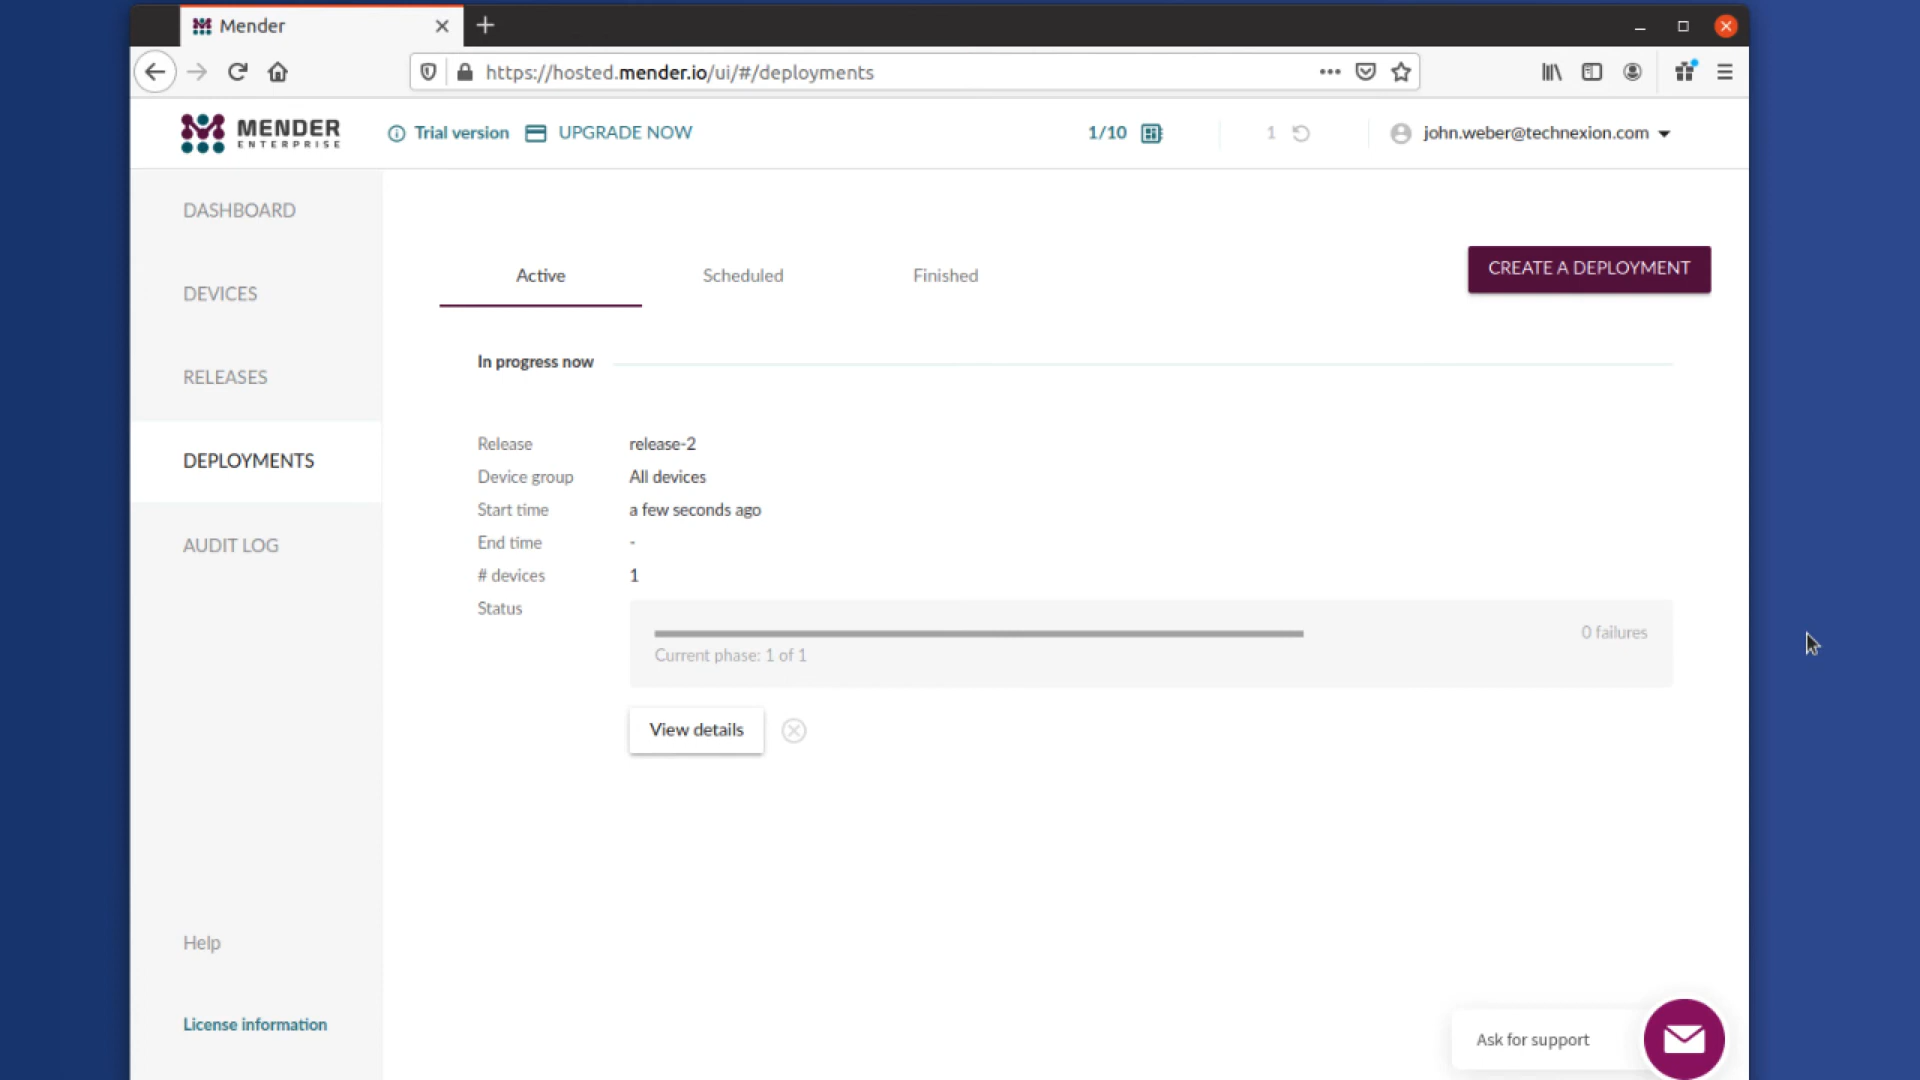 Mender
https://hosted.mender.io/ui/#/deployments
MENDER
ENTERPRISE
Trial version
UPGRADE NOW
1/10
1
john.weber@technexion.com
DASHBOARD
DEVICES
RELEASES
DEPLOYMENTS
AUDIT LOG
Help
License information
Active
Scheduled
Finished
CREATE A DEPLOYMENT
In progress now
Release release-2
Device group All devices
Start time a few seconds ago
End time -
# devices 1
Status
0 failures
Current phase: 1 of 1
View details
Ask for support